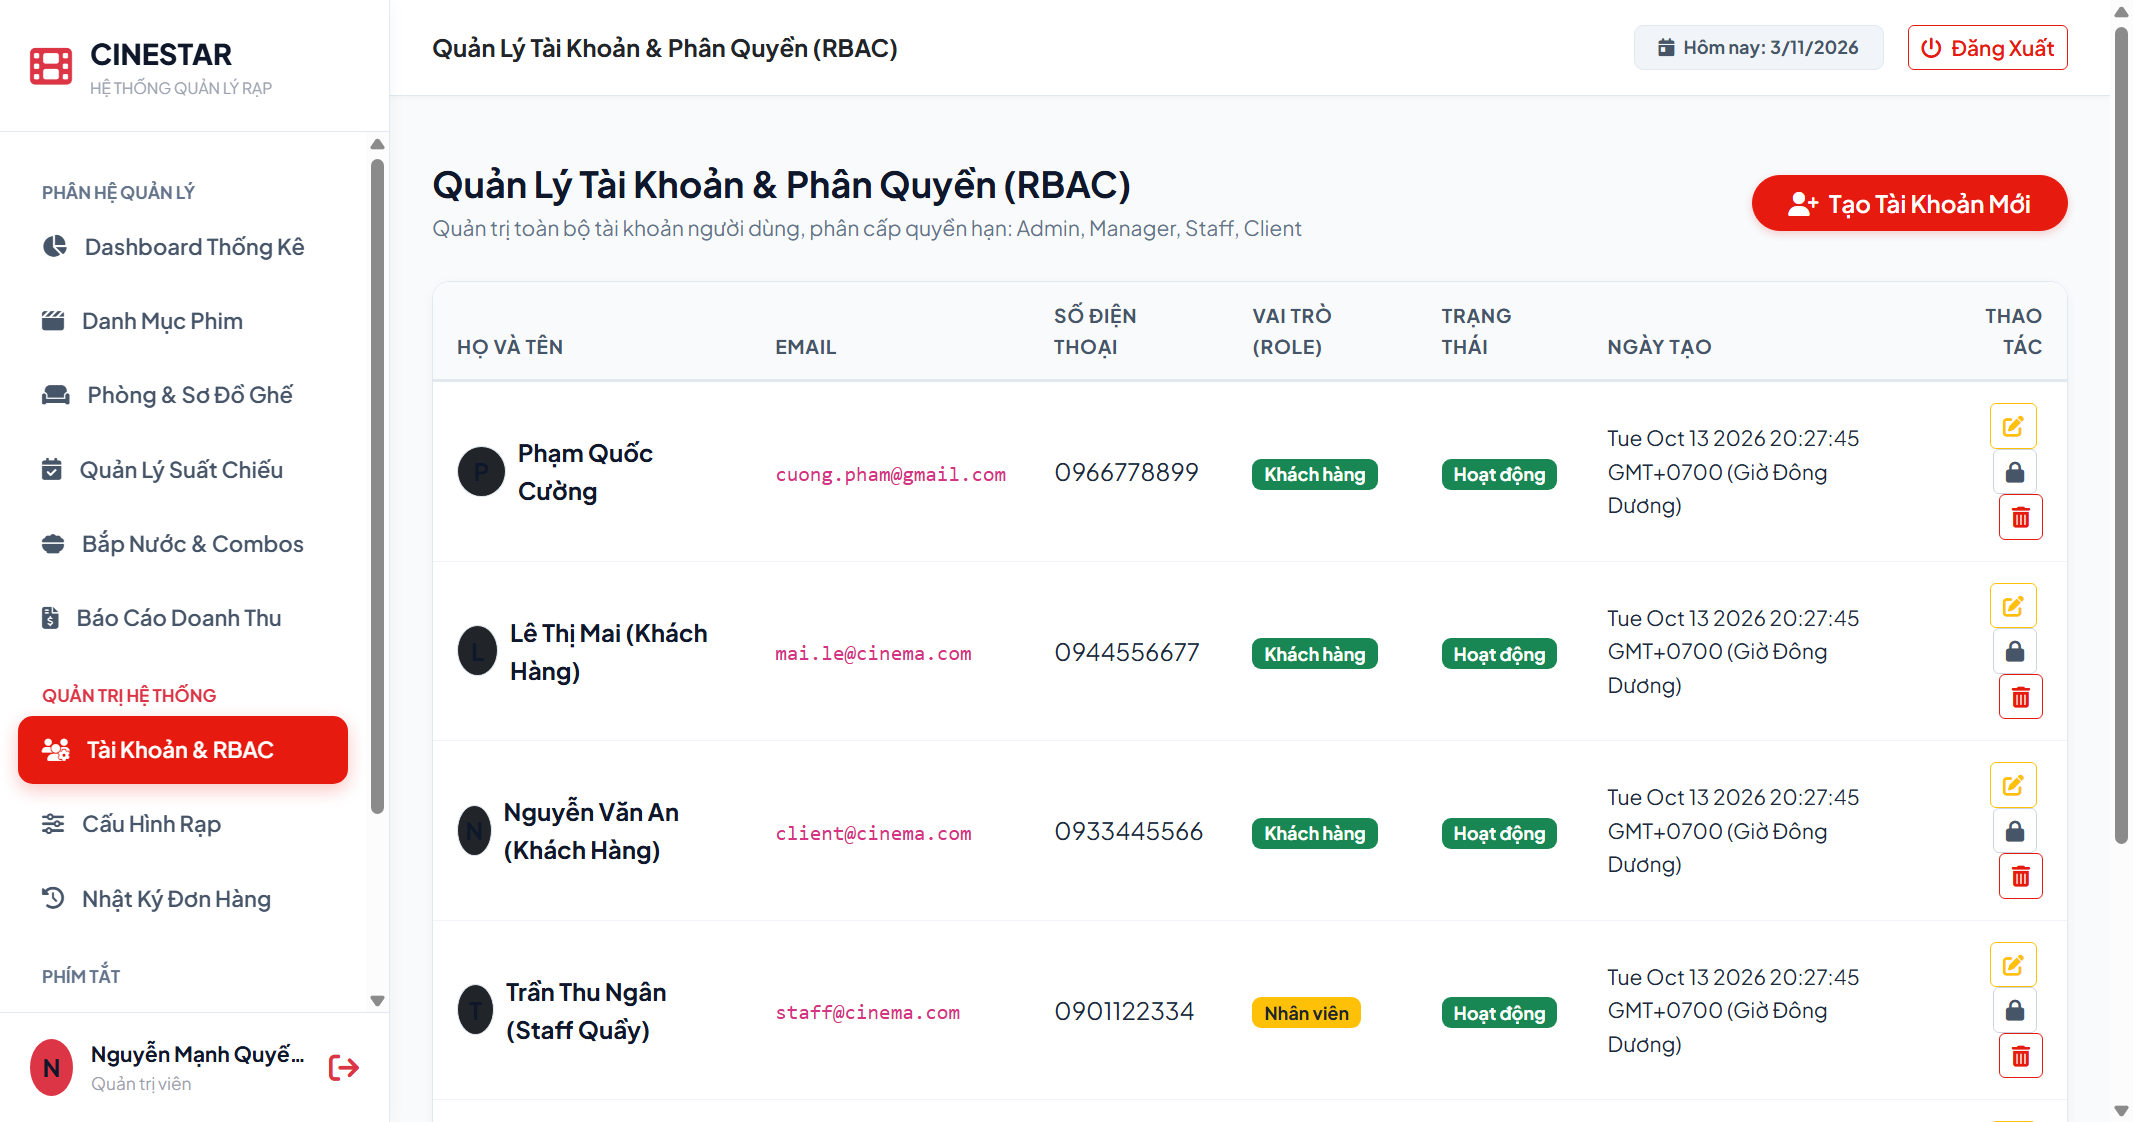 CINESTAR
HỆ THỐNG QUẢN LÝ RẠP
PHÂN HỆ QUẢN LÝ
Dashboard Thống Kê
Danh Mục Phim
Phòng & Sơ Đồ Ghế
Quản Lý Suất Chiếu
Bắp Nước & Combos
Báo Cáo Doanh Thu
QUẢN TRỊ HỆ THỐNG
Tài Khoản & RBAC
Cấu Hình Rạp
Nhật Ký Đơn Hàng
PHÍM TẮT
N
Nguyễn Mạnh Quyế...
Quản trị viên
Quản Lý Tài Khoản & Phân Quyền (RBAC)
Hôm nay: 3/11/2026
Đăng Xuất
Quản Lý Tài Khoản & Phân Quyền (RBAC)
Quản trị toàn bộ tài khoản người dùng, phân cấp quyền hạn: Admin, Manager, Staff, Client
Tạo Tài Khoản Mới
HỌ VÀ TÊN
EMAIL
SỐ ĐIỆN
THOẠI
VAI TRÒ
(ROLE)
TRẠNG
THÁI
NGÀY TẠO
THAO
TÁC
P
Phạm Quốc
Cường
cuong.pham@gmail.com
0966778899
Khách hàng
Hoạt động
Tue Oct 13 2026 20:27:45
GMT+0700 (Giờ Đông
Dương)
L
Lê Thị Mai (Khách
Hàng)
mai.le@cinema.com
0944556677
Khách hàng
Hoạt động
Tue Oct 13 2026 20:27:45
GMT+0700 (Giờ Đông
Dương)
N
Nguyễn Văn An
(Khách Hàng)
client@cinema.com
0933445566
Khách hàng
Hoạt động
Tue Oct 13 2026 20:27:45
GMT+0700 (Giờ Đông
Dương)
T
Trần Thu Ngân
(Staff Quầy)
staff@cinema.com
0901122334
Nhân viên
Hoạt động
Tue Oct 13 2026 20:27:45
GMT+0700 (Giờ Đông
Dương)